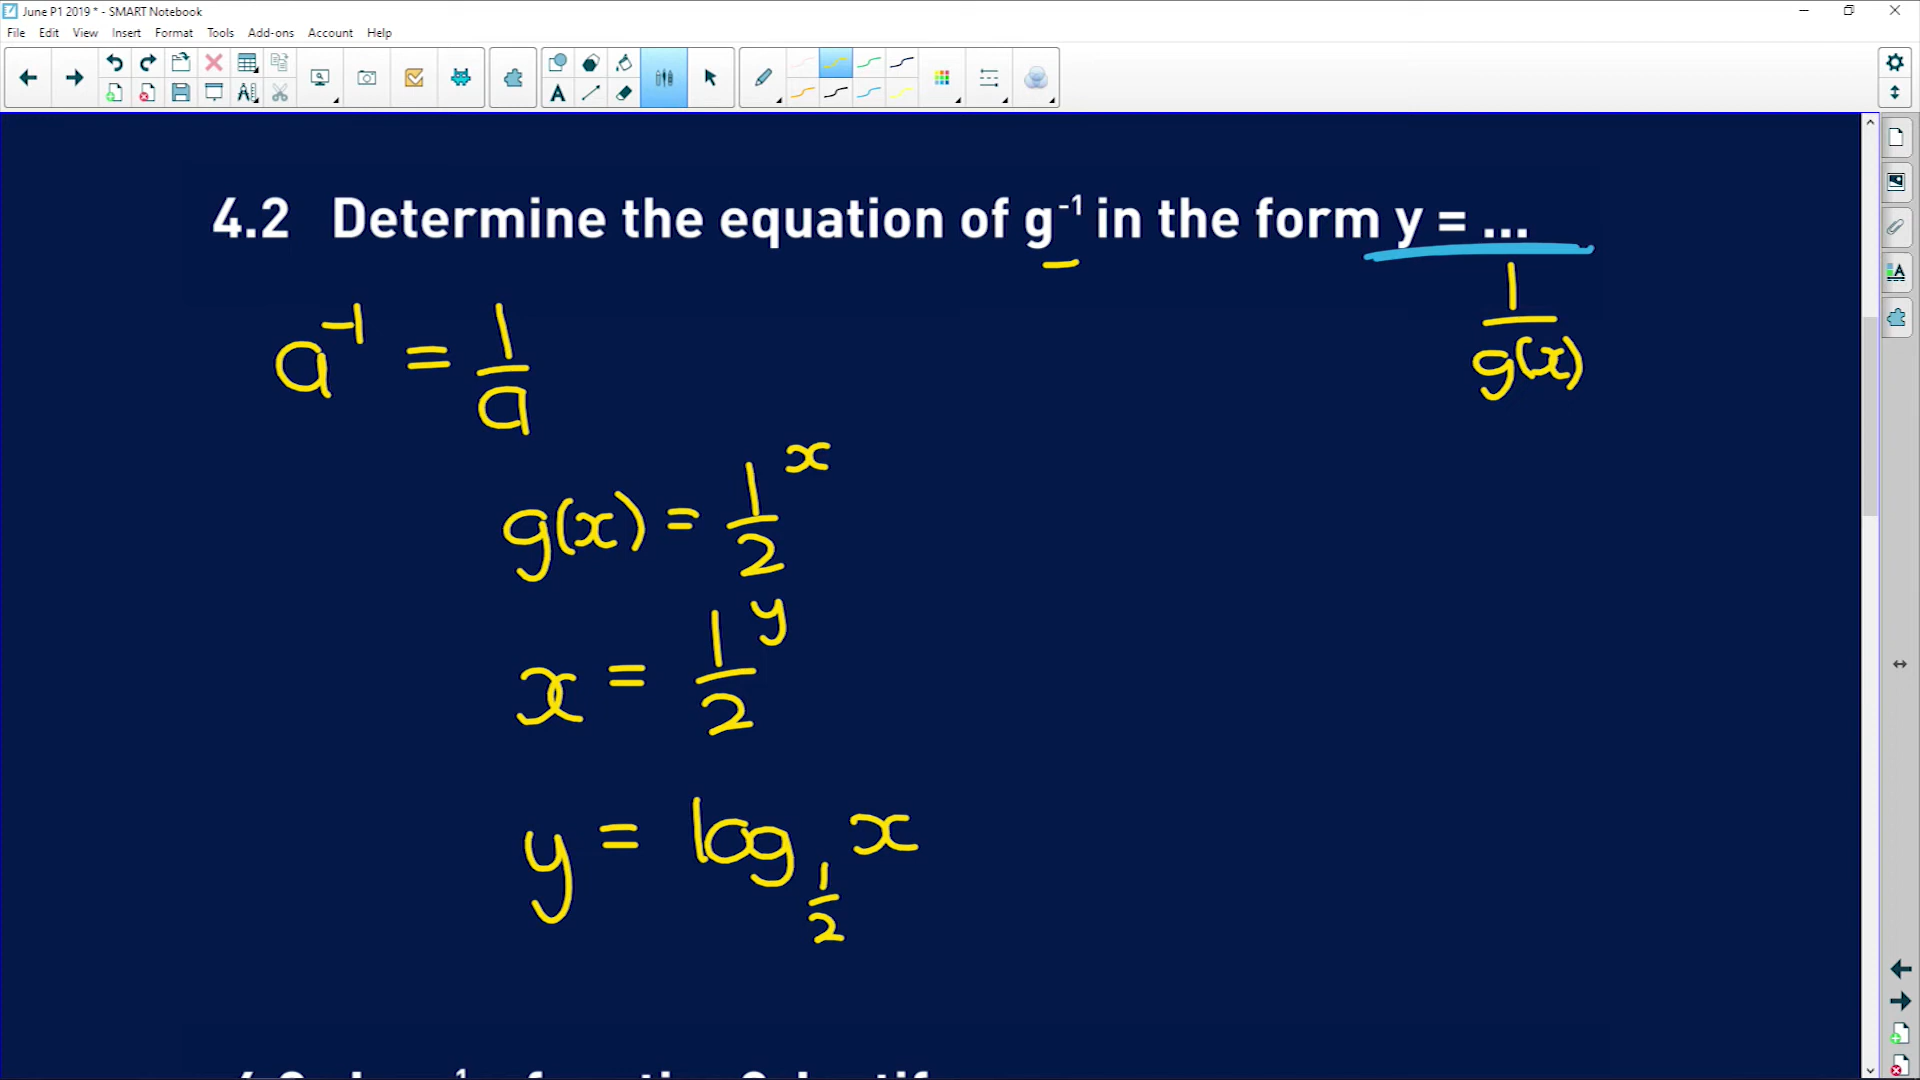 June P1 2019 * - SMART Notebook
File Edit View Insert Format Tools Add-ons Account Help
4.2 Determine the equation of g⁻¹ in the form y = ...
a⁻¹ = 1/a
1/g(x)
g(x) = 1/2^x
x = 1/2^y
y = log_1/2 x